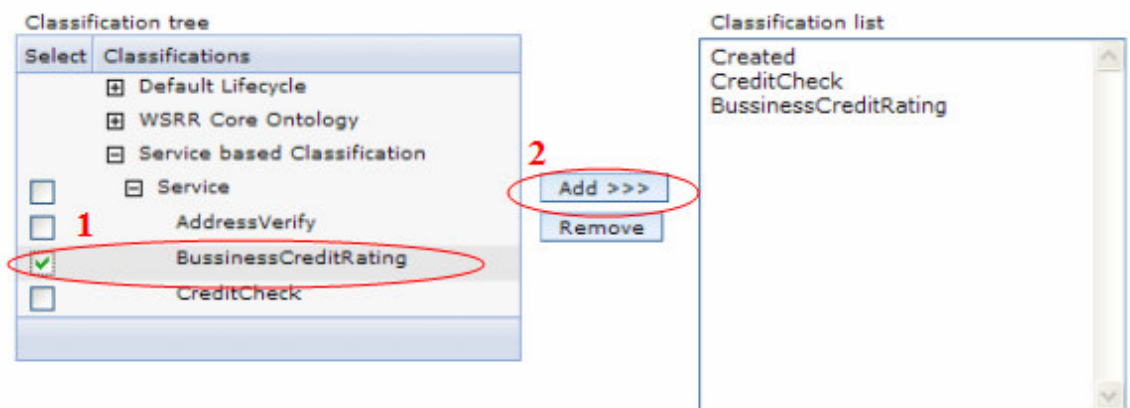 Classification tree
Select Classifications
Default Lifecycle
WSRR Core Ontology
Service based Classification
Service
AddressVerify
1
BussinessCreditRating
CreditCheck
2
Add >>>
Remove
Classification list
Created
CreditCheck
BussinessCreditRating